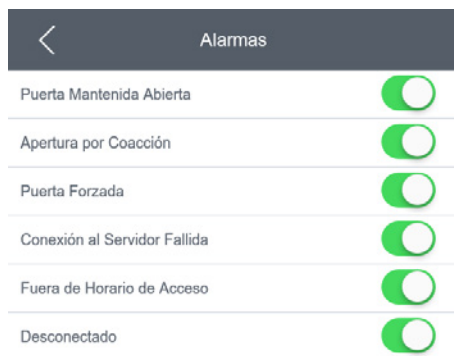 Alarmas
Puerta Mantenida Abierta
Apertura por Coacción
Puerta Forzada
Conexión al Servidor Fallida
Fuera de Horario de Acceso
Desconectado